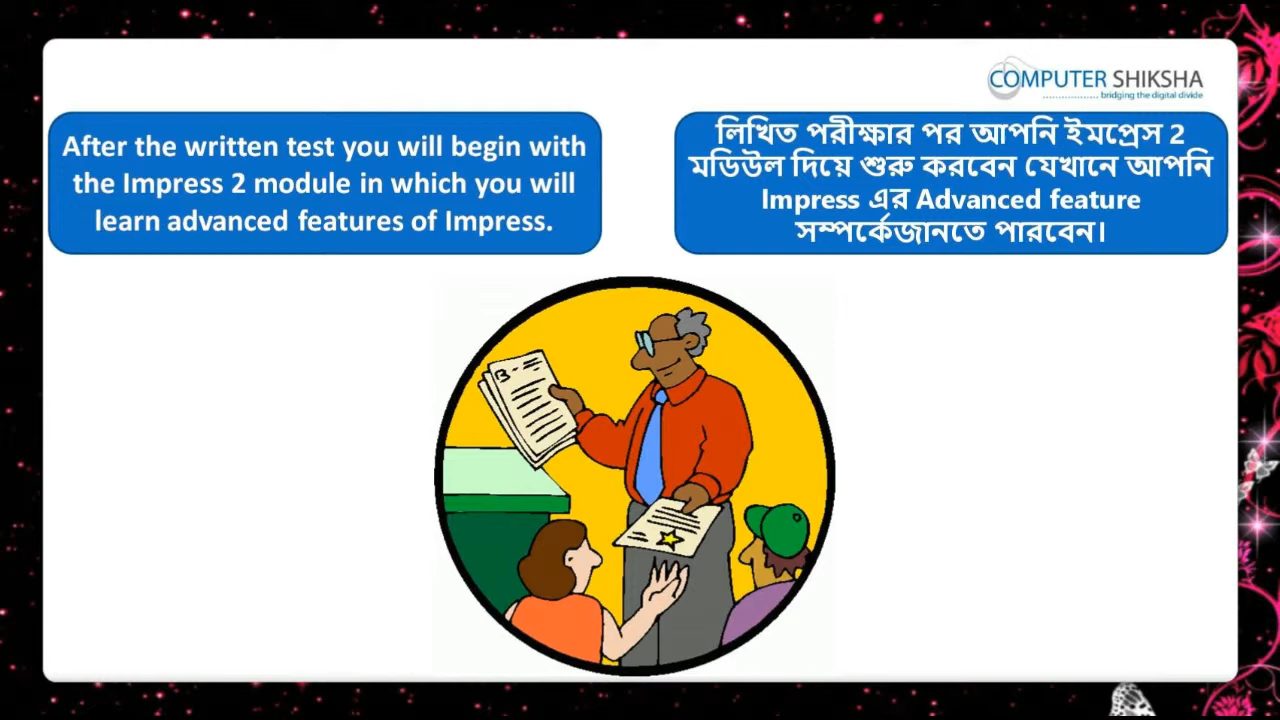 COMPUTER SHIKSHA
bridging the digital divide
After the written test you will begin with
the Impress 2 module in which you will
learn advanced features of Impress.
লিখিত পরীক্ষার পর আপনি ইমপ্রেস 2
মডিউল দিয়ে শুরু করবেন যেখানে আপনি
Impress এর Advanced feature
সম্পর্কেজানতে পারবেন।